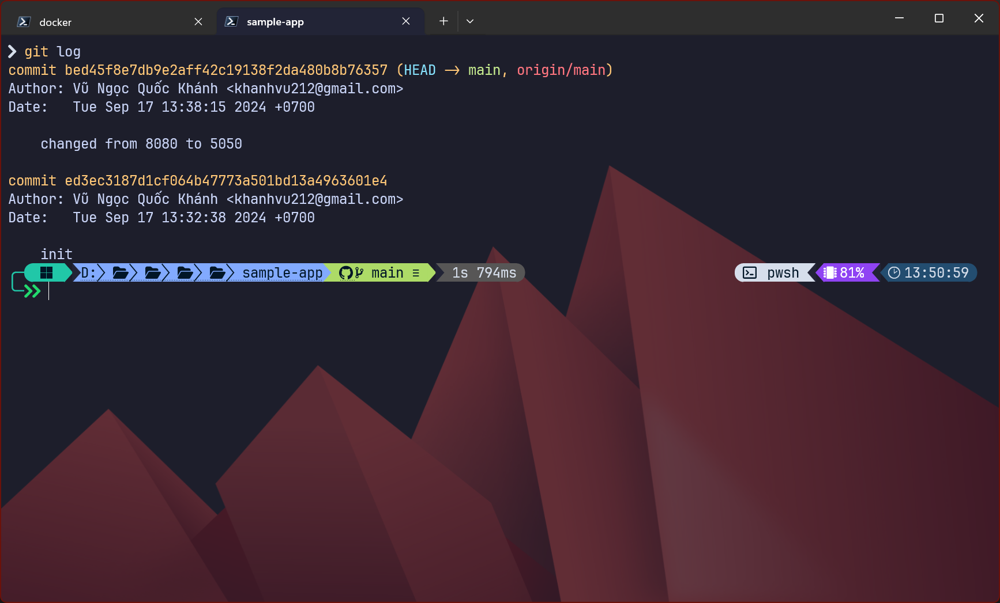 docker
sample-app
❯ git log
commit bed45f8e7db9e2aff42c19138f2da480b8b76357 (HEAD -> main, origin/main)
Author: Vũ Ngọc Quốc Khánh <khanhvu212@gmail.com>
Date:   Tue Sep 17 13:38:15 2024 +0700
changed from 8080 to 5050
commit ed3ec3187d1cf064b47773a501bd13a4963601e4
Author: Vũ Ngọc Quốc Khánh <khanhvu212@gmail.com>
Date:   Tue Sep 17 13:32:38 2024 +0700
init
D: sample-app main ≡ 1s 794ms pwsh 81% 13:50:59